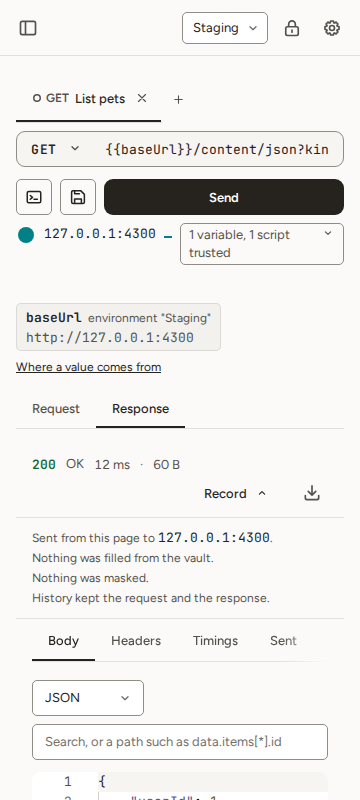 Staging
GET List pets
GET {{baseUrl}}/content/json?kin
Send
127.0.0.1:4300
1 variable, 1 script
trusted
baseUrl environment "Staging"
http://127.0.0.1:4300
Where a value comes from
Request Response
200 OK 12 ms · 60 B
Record
Sent from this page to 127.0.0.1:4300.
Nothing was filled from the vault.
Nothing was masked.
History kept the request and the response.
Body Headers Timings Sent
JSON
Search, or a path such as data.items[*].id
1 {